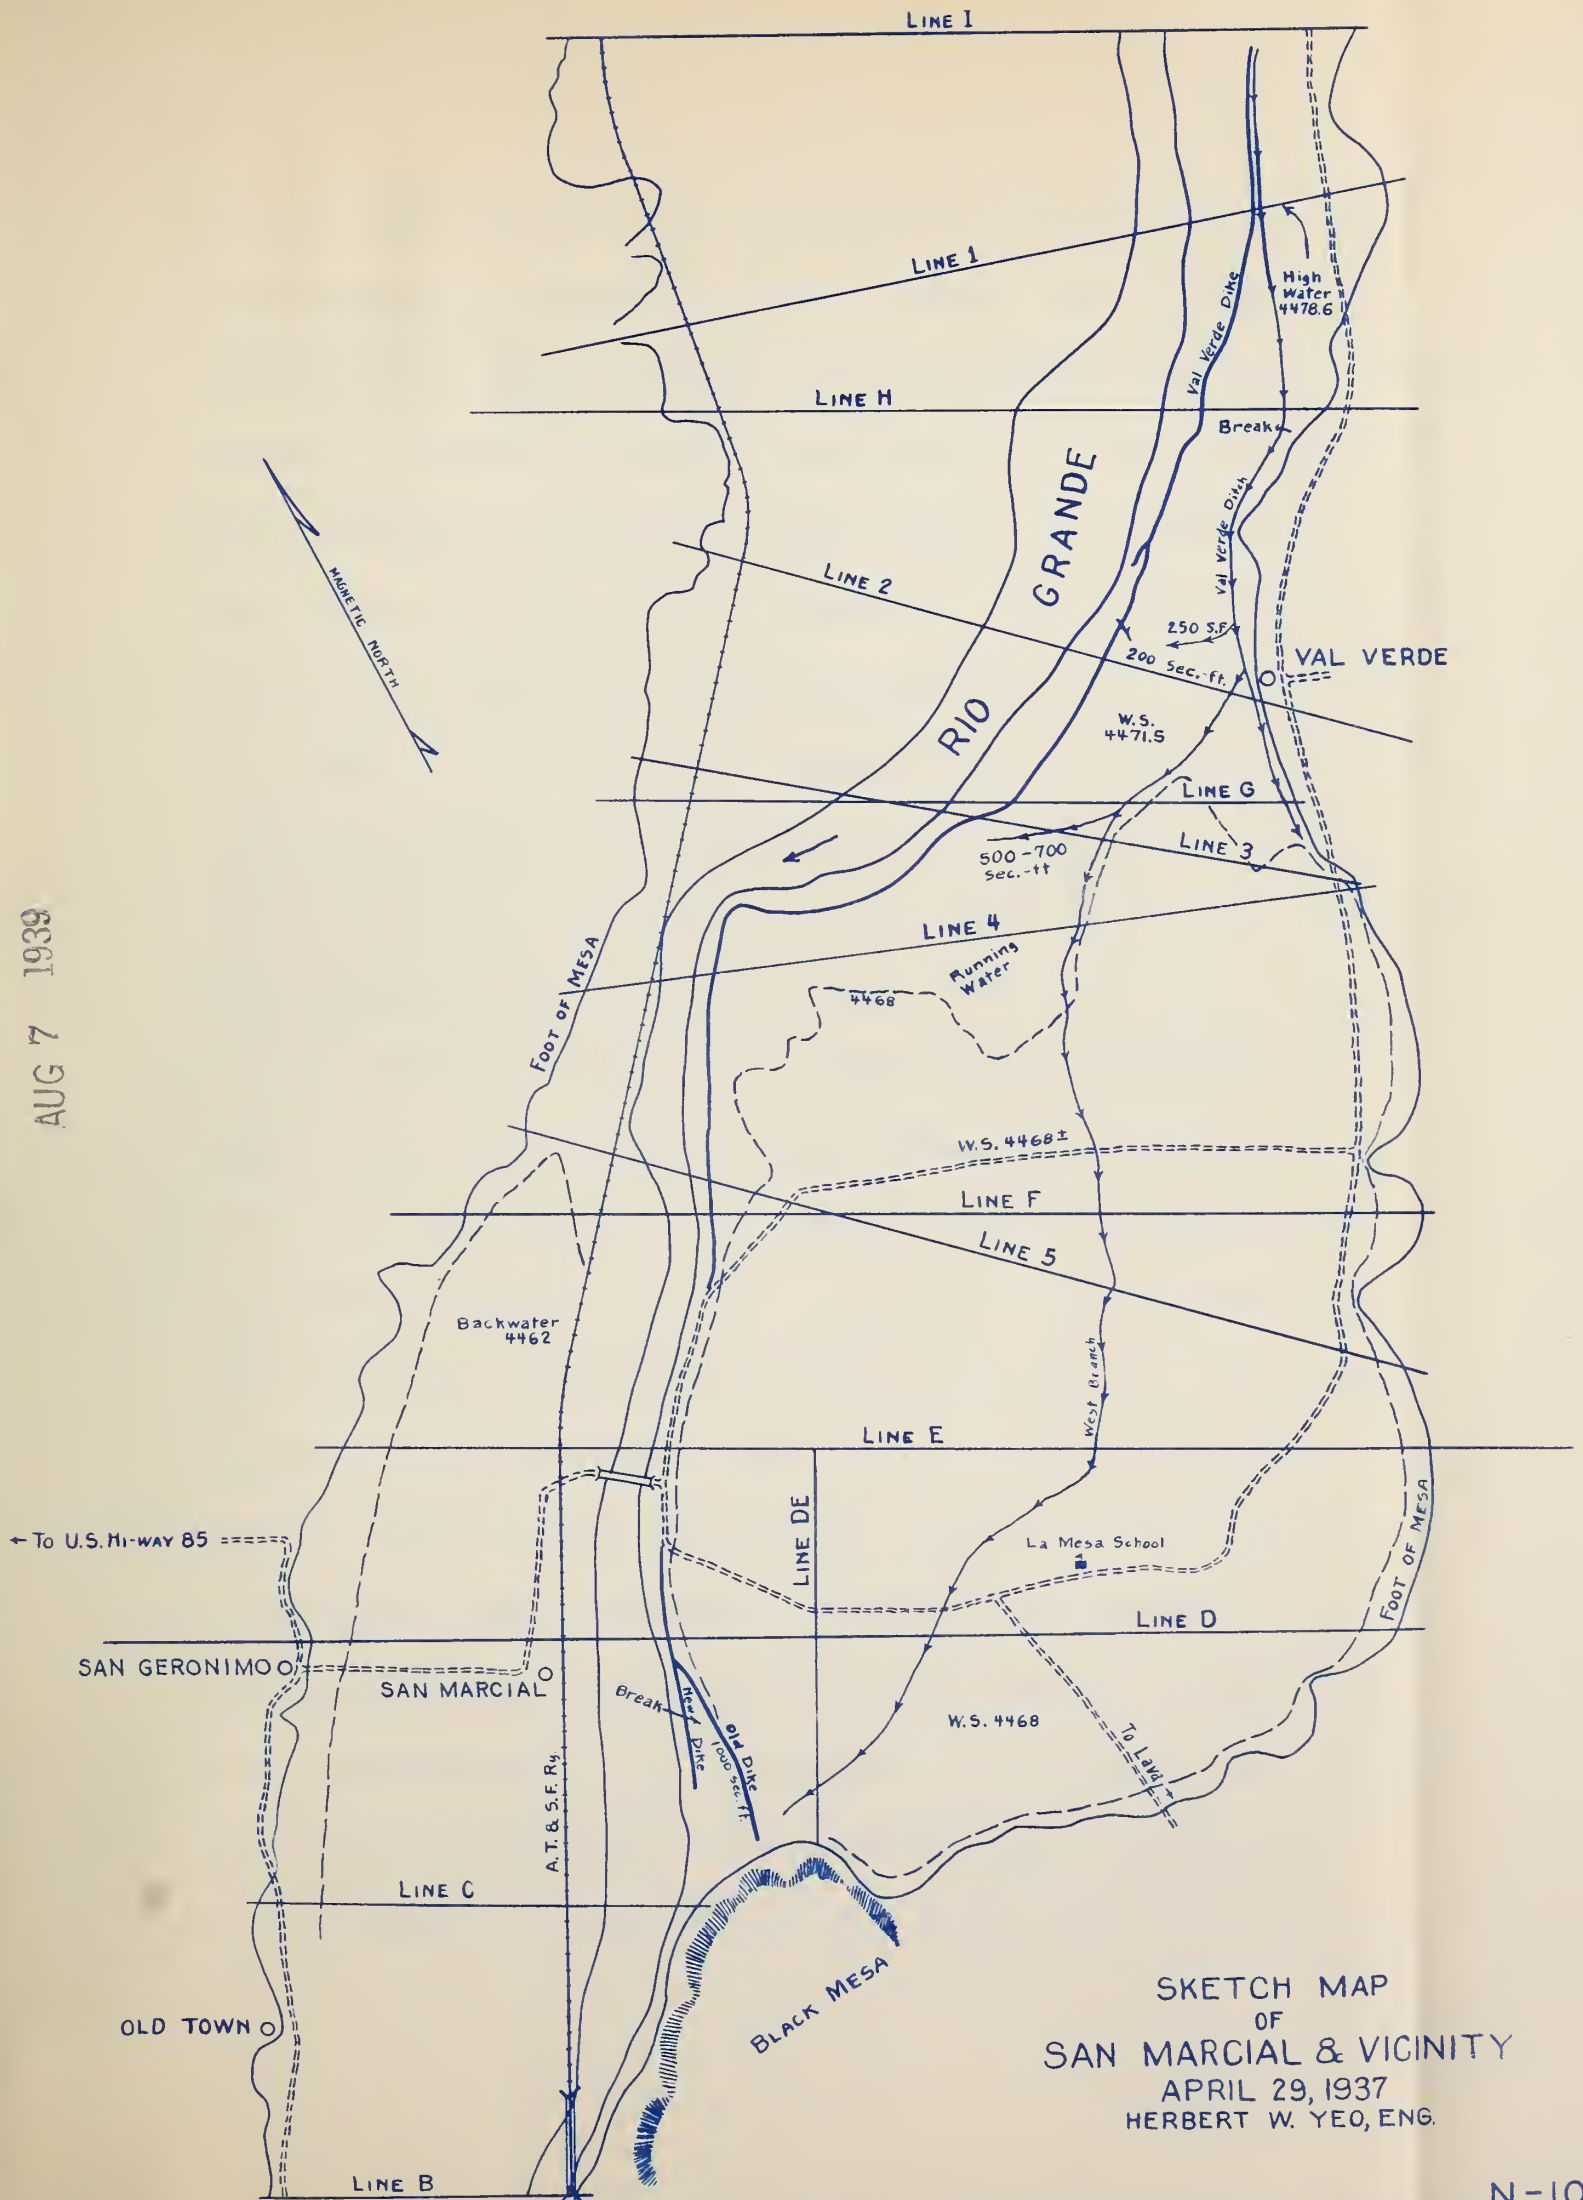 LINE I
LINE 1
High
Water
4478.6
Val Verde Dike
LINE H
Break
GRANDE
Val Verde Ditch
MAGNETIC NORTH
LINE 2
250 S.F.
200 Sec.-ft.
VAL VERDE
RIO
W.S.
4471.5
LINE G
LINE 3
500-700
Sec.-ft
AUG 7 1939
LINE 4
Running
Water
FOOT OF MESA
4468
W.S. 4468±
LINE F
LINE 5
Backwater
4462
West Branch
LINE E
LINE DE
← TO U.S. HI-WAY 85
La Mesa School
FOOT OF MESA
LINE D
SAN GERONIMO
SAN MARCIAL
Break
New Dike
Old Dike
1000 sec. ft.
W.S. 4468
To Lava →
A.T. & S.F. Ry.
LINE C
BLACK MESA
OLD TOWN
SKETCH MAP
OF
SAN MARCIAL & VICINITY
APRIL 29, 1937
HERBERT W. YEO, ENG.
LINE B
N-10